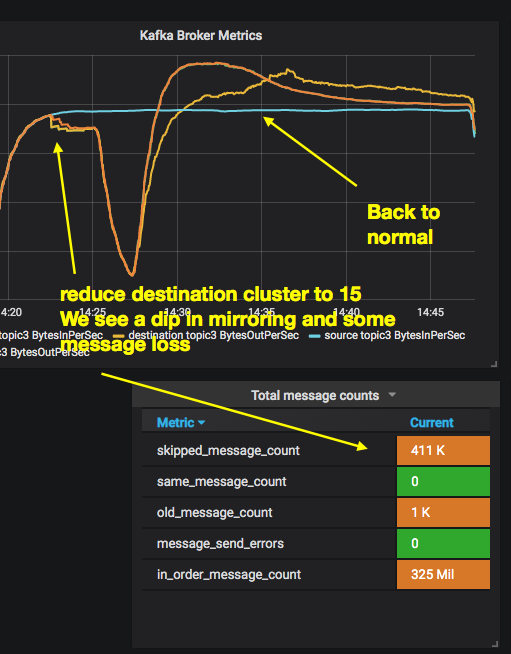 Kafka Broker Metrics
Back to
normal
reduce destination cluster to 15
4:20 14:25 14:30 14:35 14:40 14:45
We see a dip in mirroring and some
topic3 BytesInPerSec destination topic3 BytesOutPerSec source topic3 BytesInPerSec
message loss
c3 BytesOutPerSec
Total message counts
Metric Current
skipped_message_count 411 K
same_message_count 0
old_message_count 1 K
message_send_errors 0
in_order_message_count 325 Mil